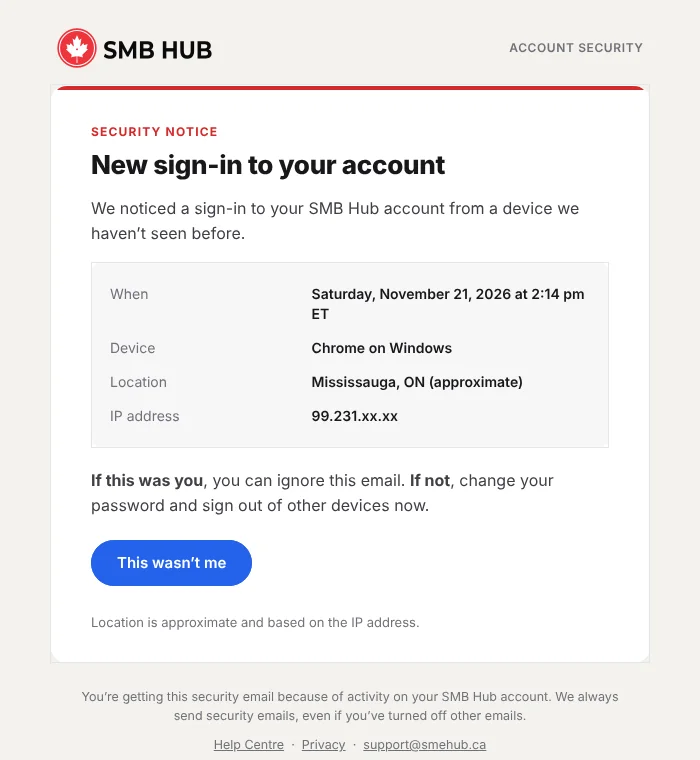 SMB HUB
ACCOUNT SECURITY
SECURITY NOTICE
New sign-in to your account
We noticed a sign-in to your SMB Hub account from a device we
haven’t seen before.
When Saturday, November 21, 2026 at 2:14 pm
ET
Device Chrome on Windows
Location Mississauga, ON (approximate)
IP address 99.231.xx.xx
If this was you, you can ignore this email. If not, change your
password and sign out of other devices now.
This wasn’t me
Location is approximate and based on the IP address.
You’re getting this security email because of activity on your SMB Hub account. We always
send security emails, even if you’ve turned off other emails.
Help Centre · Privacy · support@smehub.ca